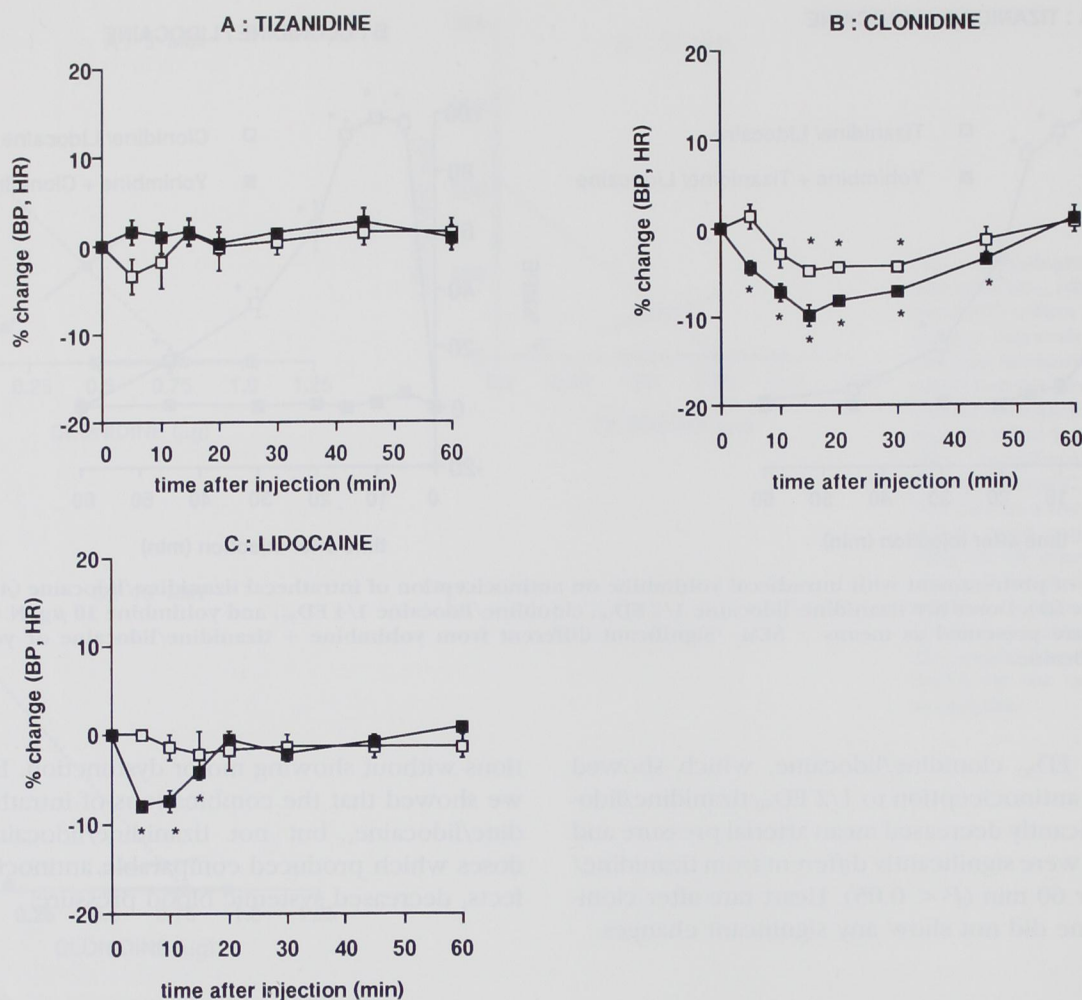 A : TIZANIDINE
20
10
0
-10
-20
% change (BP, HR)
0 10 20 30 40 50 60
time after injection (min)
B : CLONIDINE
20
10
0
-10
-20
% change (BP, HR)
* * *
* * * * * *
0 10 20 30 40 50 60
time after injection (min)
C : LIDOCAINE
20
10
0
-10
-20
% change (BP, HR)
* * *
0 10 20 30 40 50 60
time after injection (min)